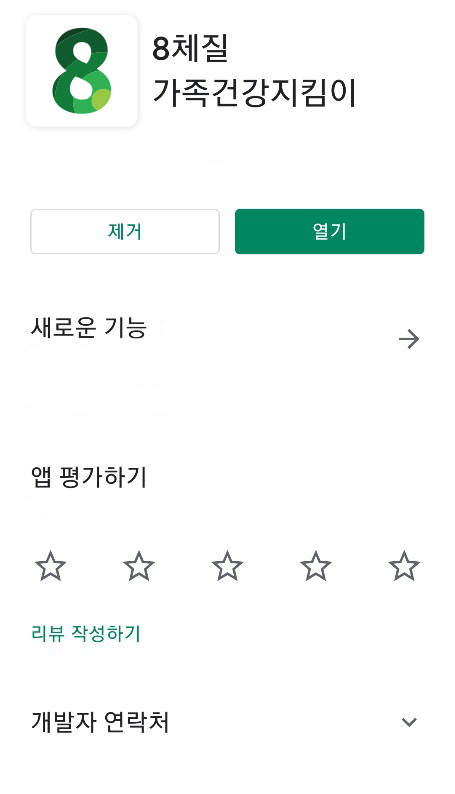 8체질
가족건강지킴이
제거
열기
새로운 기능
앱 평가하기
리뷰 작성하기
개발자 연락처